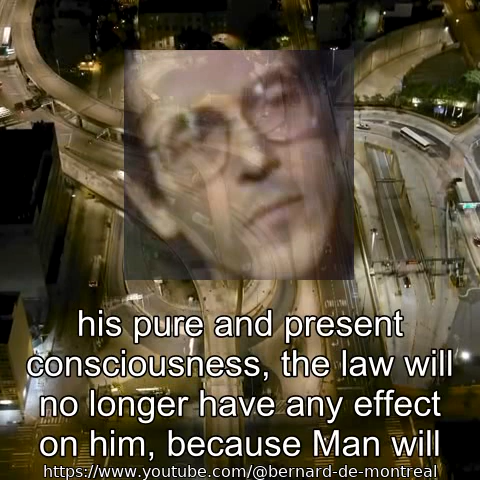 his pure and present
consciousness, the law will
no longer have any effect
on him, because Man will
https://www.youtube.com/@bernard-de-montreal